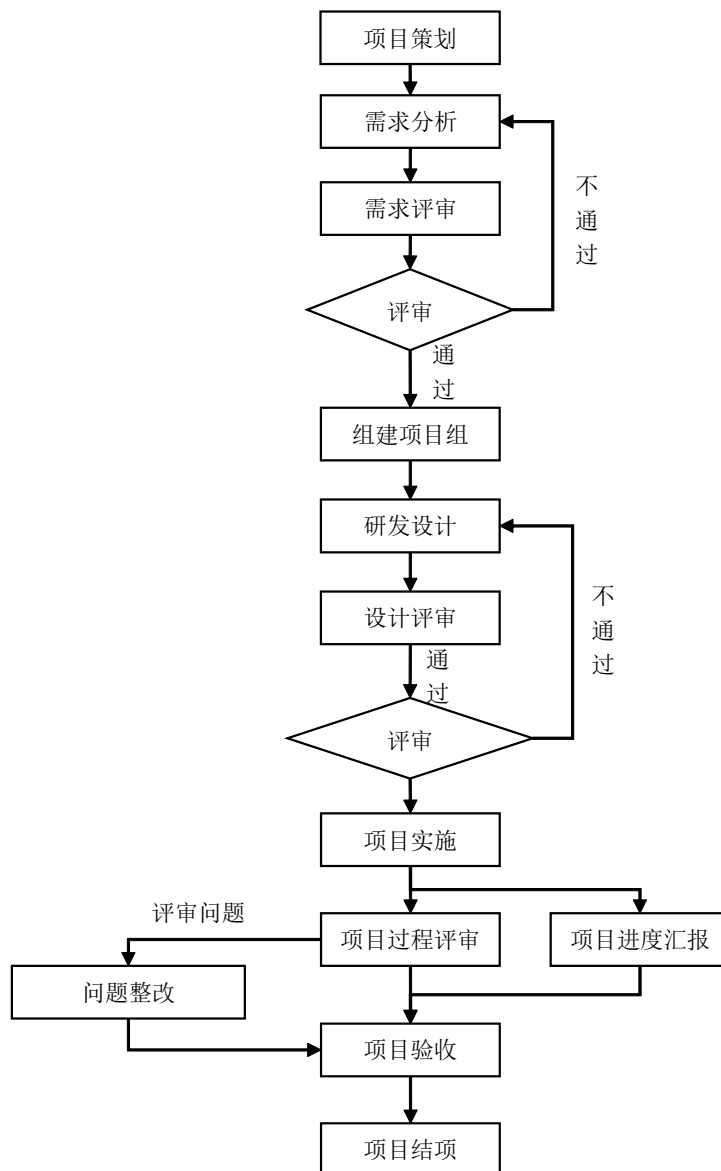 项目策划
需求分析
不
通
过
需求评审
评审
通
过
组建项目组
研发设计
不
通
过
设计评审
通
过
评审
项目实施
评审问题
项目过程评审
项目进度汇报
问题整改
项目验收
项目结项